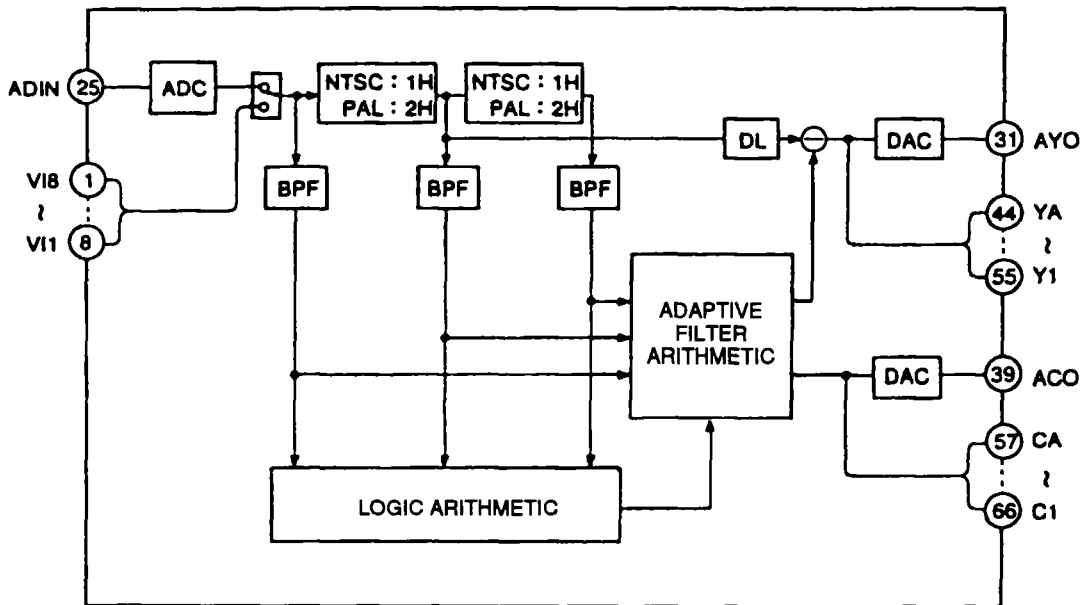 ADIN 25
ADC
NTSC : 1H
PAL : 2H
NTSC : 1H
PAL : 2H
DL
DAC
31 AYO
VI8 1
~
VI1 8
BPF
BPF
BPF
44 YA
~
55 Y1
ADAPTIVE
FILTER
ARITHMETIC
DAC
39 ACO
57 CA
~
66 C1
LOGIC ARITHMETIC